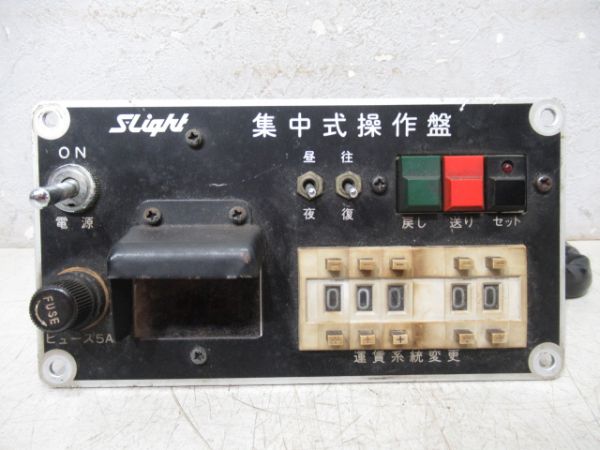 S-Light 集中式操作盤
ON
電源
昼 往
夜 復
戻し 送り セット
FUSE
ヒューズ5A
- - - - -
0 0 0 0 0
+ + + + +
運賃系統変更